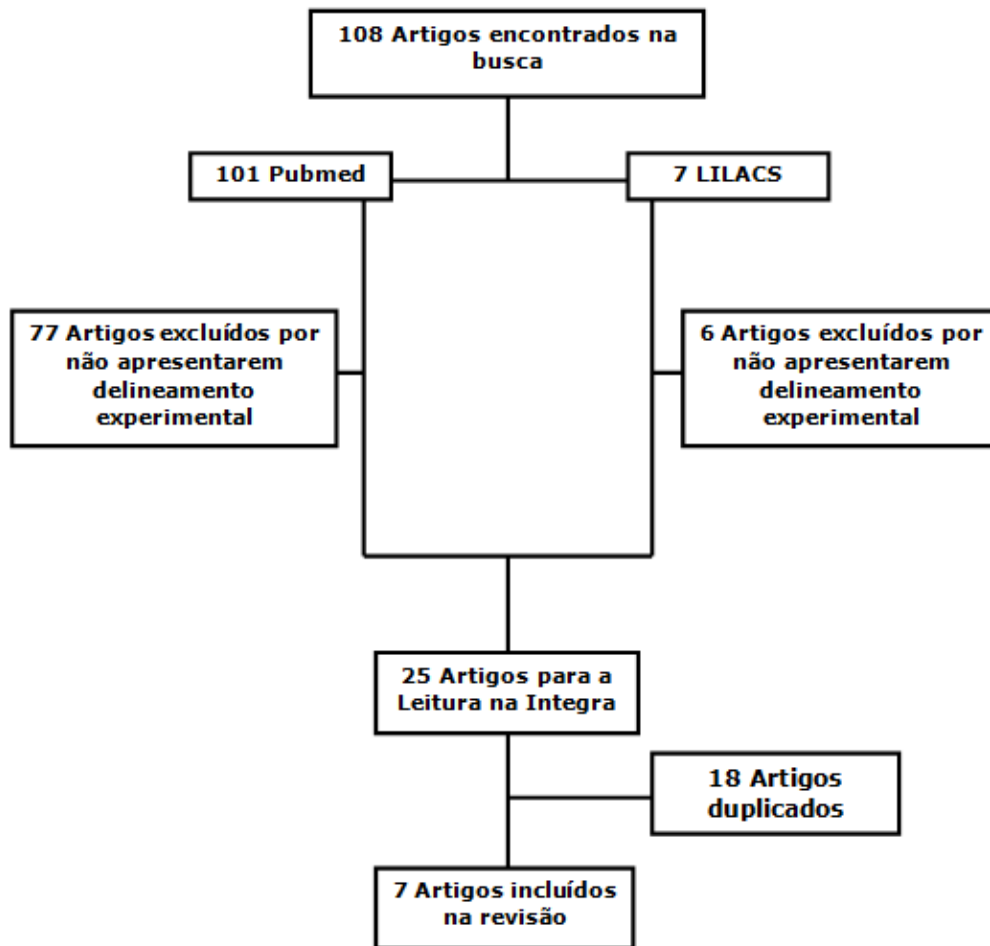 108 Artigos encontrados na
busca
101 Pubmed
7 LILACS
77 Artigos excluídos por
não apresentarem
delineamento
experimental
6 Artigos excluídos por
não apresentarem
delineamento
experimental
25 Artigos para a
Leitura na Integra
18 Artigos
duplicados
7 Artigos incluídos
na revisão